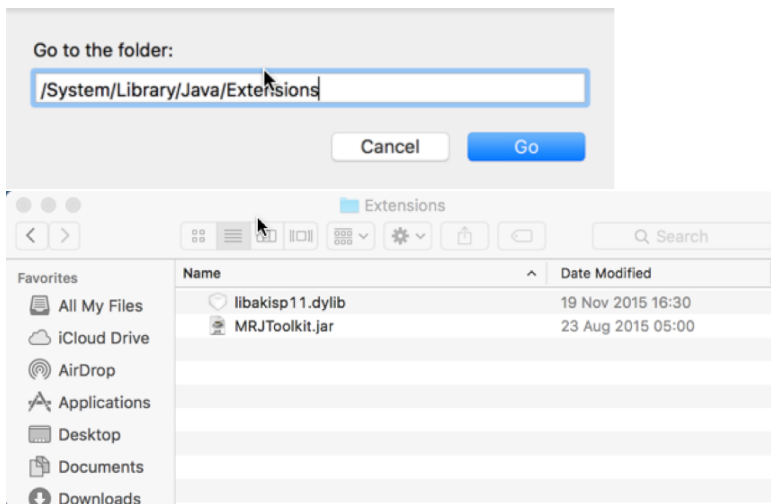 Go to the folder:
/System/Library/Java/Extensions
Cancel Go
Extensions
Search
Favorites Name Date Modified
All My Files libakisp11.dylib 19 Nov 2015 16:30
iCloud Drive MRJToolkit.jar 23 Aug 2015 05:00
AirDrop
Applications
Desktop
Documents
Downloads